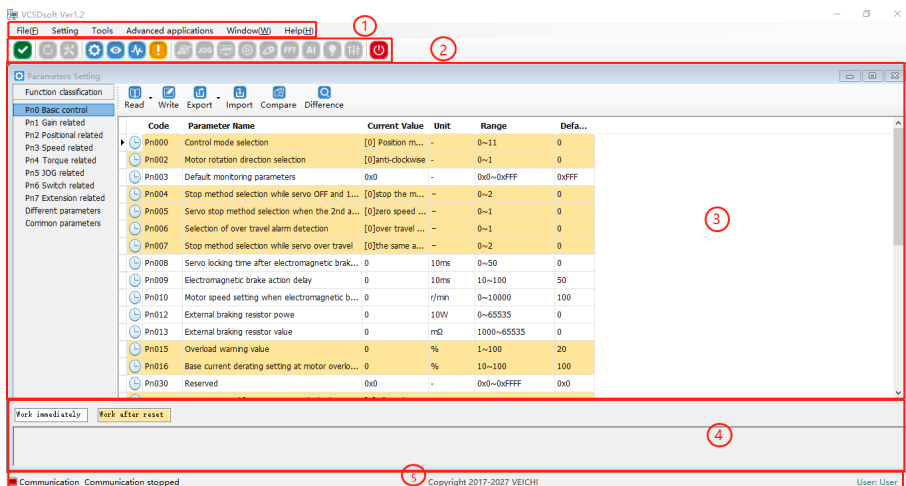 VCSDsoft Ver1.2
File(F) Setting Tools Advanced applications Window(W) Help(H)
1
JOG FFT AI
2
Parameters Setting
Function classification
Pn0 Basic control
Pn1 Gain related
Pn2 Positional related
Pn3 Speed related
Pn4 Torque related
Pn5 JOG related
Pn6 Switch related
Pn7 Extension related
Different parameters
Common parameters
Read Write Export Import Compare Difference
Code Parameter Name Current Value Unit Range Defa...
Pn000 Control mode selection [0] Position m... - 0~11 0
Pn002 Motor rotation direction selection [0]anti-clockwise - 0~1 0
Pn003 Default monitoring parameters 0x0 - 0x0~0xFFF 0xFFF
Pn004 Stop method selection while servo OFF and 1... [0]stop the m... - 0~2 0
Pn005 Servo stop method selection when the 2nd a... [0]zero speed ... - 0~1 0
Pn006 Selection of over travel alarm detection [0]over travel ... - 0~1 0
Pn007 Stop method selection while servo over travel [0]the same a... - 0~2 0
Pn008 Servo locking time after electromagnetic brak... 0 10ms 0~50 0
Pn009 Electromagnetic brake action delay 0 10ms 10~100 50
Pn010 Motor speed setting when electromagnetic b... 0 r/min 0~10000 100
Pn012 External braking resistor powe 0 10W 0~65535 0
Pn013 External braking resistor value 0 mΩ 1000~65535 0
Pn015 Overload warning value 0 % 1~100 20
Pn016 Base current derating setting at motor overlo... 0 % 10~100 100
Pn030 Reserved 0x0 - 0x0~0xFFFF 0x0
3
Work immediately Work after reset
4
Communication Communication stopped
5
Copyright 2017-2027 VEICHI
User: User